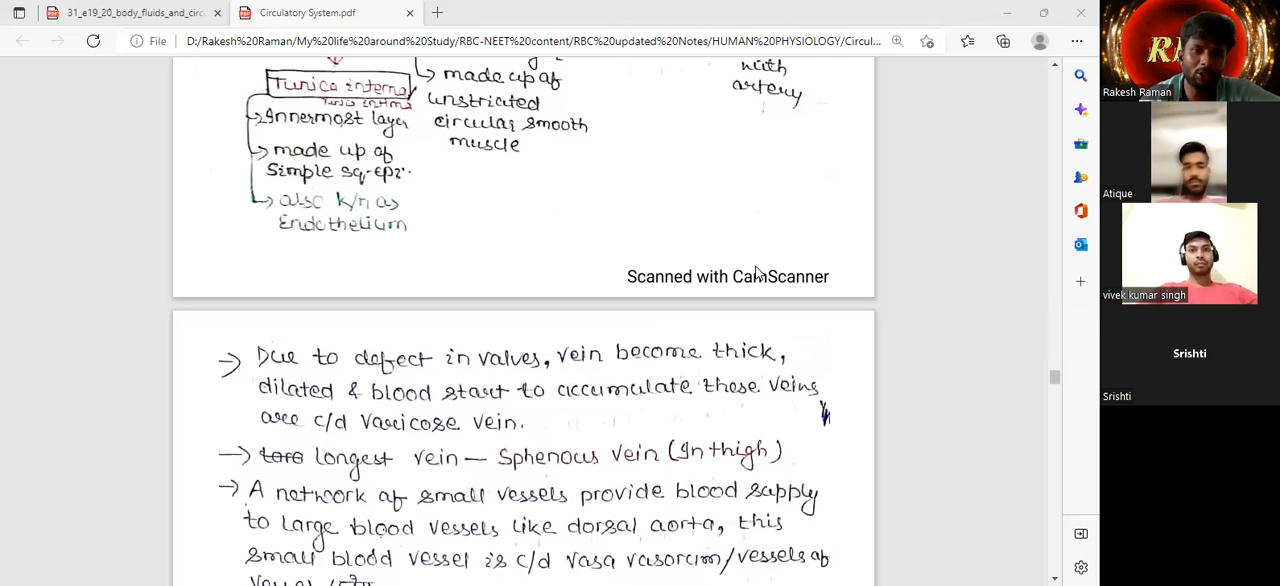 31_e19_20_body_fluids_and_circ
Circulatory System.pdf
File
D:/Rakesh%20Raman/My%20life%20around%20Study/RBC-NEET%20content/RBC%20updated%20Notes/HUMAN%20PHYSIOLOGY/Circul...
Tunica interna
Tunica intima
→ Innermost layer
→ made up of
Simple sq. epi.
→ also k/n as
Endothelium
→ made up of
unstriated
circular smooth
muscle
with
artery
Scanned with CamScanner
→ Due to defect in valves, vein become thick,
dilated & blood start to accumulate these veins
are c/d varicose vein.
→ longest vein - Sphenous vein (In thigh)
→ A network of small vessels provide blood supply
to large blood vessels like dorsal aorta, this
small blood vessel is c/d vasa vasorum/vessels of
Rakesh Raman
Atique
vivek kumar singh
Srishti
Srishti